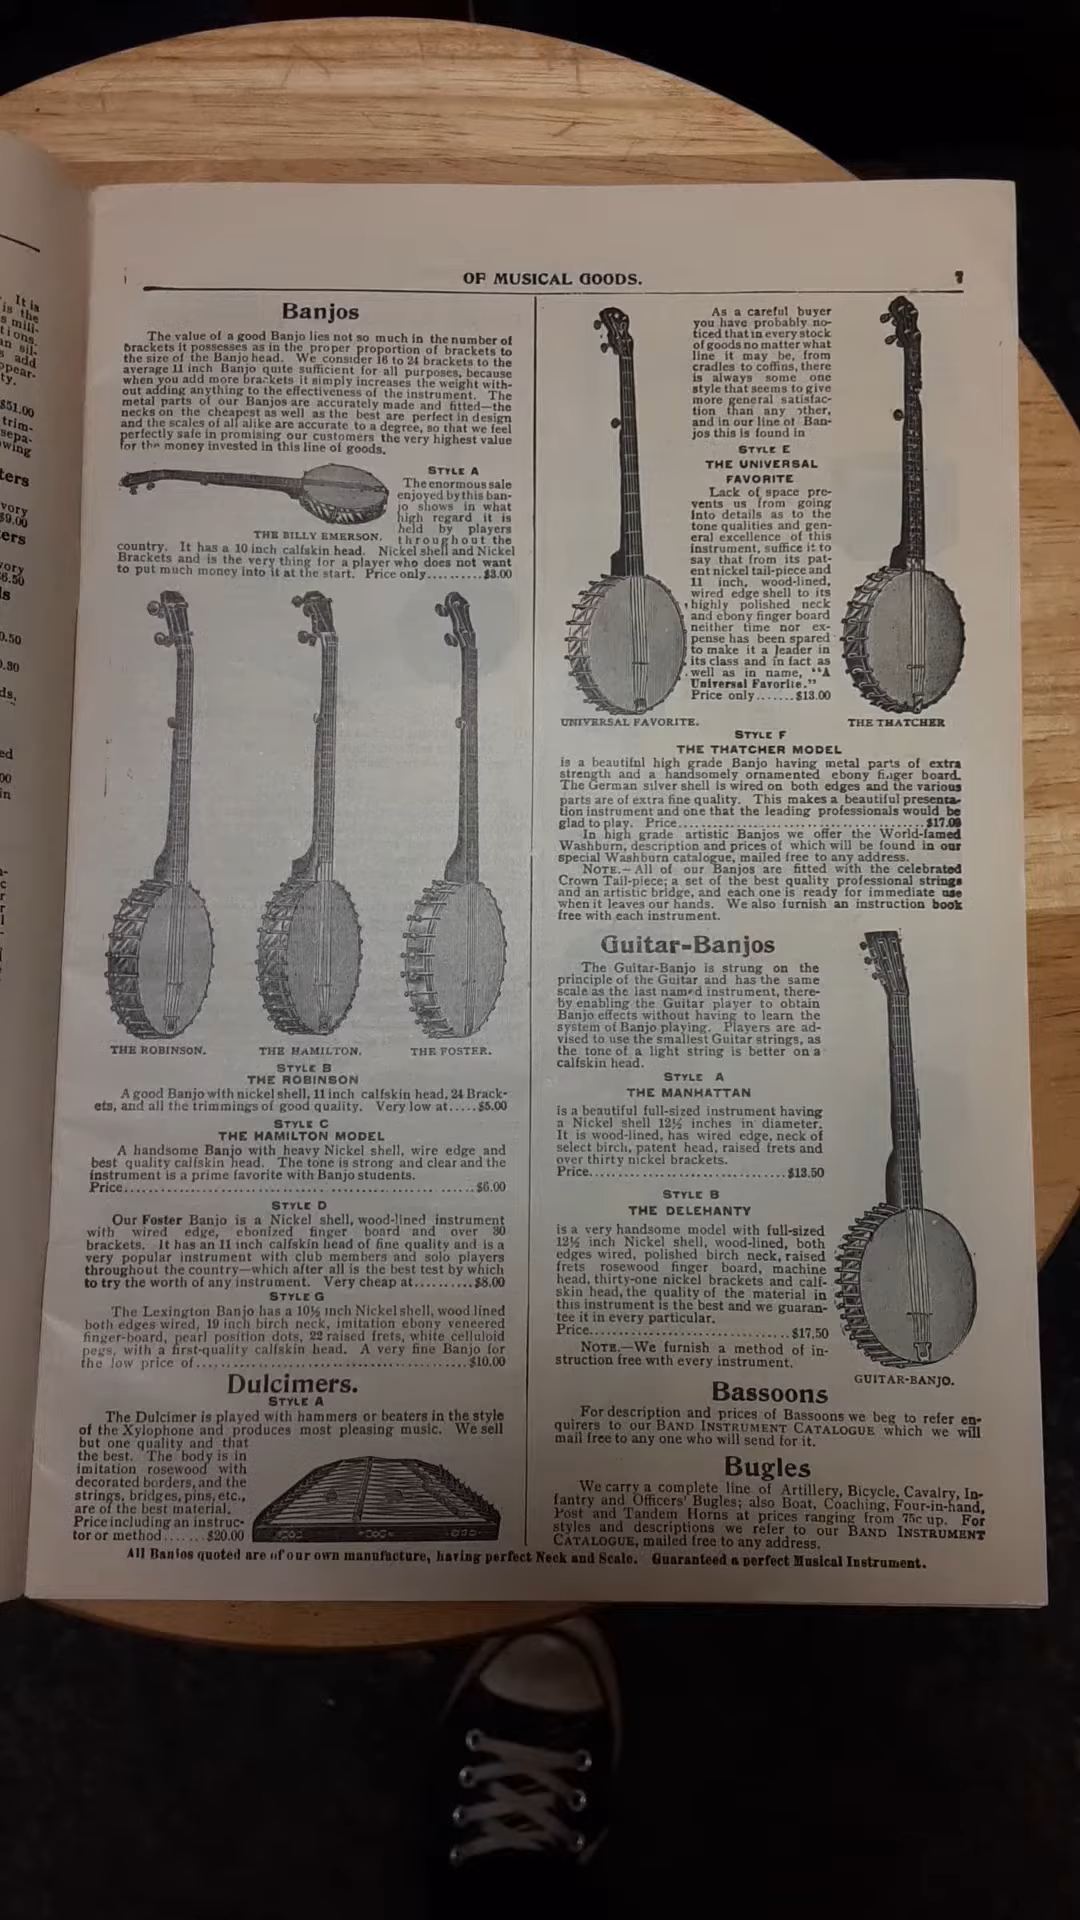 It is
is the
mili-
tions.
an sil-
s add
ppear-
ty.
$51.00
trim-
sepa-
wing
ters
vory
$9.00
ters
vory
6.50
ls
0.50
0.30
ds,
ed
00
in
OF MUSICAL GOODS.
7
Banjos
The value of a good Banjo lies not so much in the number of
brackets it possesses as in the proper proportion of brackets to
the size of the Banjo head. We consider 16 to 24 brackets to the
average 11 inch Banjo quite sufficient for all purposes, because
when you add more brackets it simply increases the weight with-
out adding anything to the effectiveness of the instrument. The
metal parts of our Banjos are accurately made and fitted—the
necks on the cheapest as well as the best are perfect in design
and the scales of all alike are accurate to a degree, so that we feel
perfectly safe in promising our customers the very highest value
for the money invested in this line of goods.
STYLE A
The enormous sale
enjoyed by this ban-
jo shows in what
high regard it is
held by players
THE BILLY EMERSON. throughout the
country. It has a 10 inch calfskin head. Nickel shell and Nickel
Brackets and is the very thing for a player who does not want
to put much money into it at the start. Price only..........$3.00
THE ROBINSON. THE HAMILTON. THE FOSTER.
STYLE B
THE ROBINSON
A good Banjo with nickel shell, 11 inch calfskin head, 24 Brack-
ets, and all the trimmings of good quality. Very low at.....$5.00
STYLE C
THE HAMILTON MODEL
A handsome Banjo with heavy Nickel shell, wire edge and
best quality calfskin head. The tone is strong and clear and the
instrument is a prime favorite with Banjo students.
Price..........................................$6.00
STYLE D
Our Foster Banjo is a Nickel shell, wood-lined instrument
with wired edge, ebonized finger board and over 30
brackets. It has an 11 inch calfskin head of fine quality and is a
very popular instrument with club members and solo players
throughout the country—which after all is the best test by which
to try the worth of any instrument. Very cheap at..........$8.00
STYLE G
The Lexington Banjo has a 10½ inch Nickel shell, wood lined
both edges wired, 19 inch birch neck, imitation ebony veneered
finger-board, pearl position dots, 22 raised frets, white celluloid
pegs, with a first-quality calfskin head. A very fine Banjo for
the low price of................................$10.00
Dulcimers.
STYLE A
The Dulcimer is played with hammers or beaters in the style
of the Xylophone and produces most pleasing music. We sell
but one quality and that
the best. The body is in
imitation rosewood with
decorated borders, and the
strings, bridges, pins, etc.,
are of the best material.
Price including an instruc-
tor or method.......$20.00
As a careful buyer
you have probably no-
ticed that in every stock
of goods no matter what
line it may be, from
cradles to coffins, there
is always some one
style that seems to give
more general satisfac-
tion than any other,
and in our line of Ban-
jos this is found in
STYLE E
THE UNIVERSAL
FAVORITE
Lack of space pre-
vents us from going
into details as to the
tone qualities and gen-
eral excellence of this
instrument, suffice it to
say that from its pat-
ent nickel tail-piece and
11 inch, wood-lined,
wired edge shell to its
highly polished neck
and ebony finger board
neither time nor ex-
pense has been spared
to make it a leader in
its class and in fact as
well as in name, "A
Universal Favorite."
Price only.......$13.00
UNIVERSAL FAVORITE. THE THATCHER
STYLE F
THE THATCHER MODEL
is a beautiful high grade Banjo having metal parts of extra
strength and a handsomely ornamented ebony finger board.
The German silver shell is wired on both edges and the various
parts are of extra fine quality. This makes a beautiful presenta-
tion instrument and one that the leading professionals would be
glad to play. Price...............................$17.00
In high grade artistic Banjos we offer the World-famed
Washburn, description and prices of which will be found in our
special Washburn catalogue, mailed free to any address.
NOTE.—All of our Banjos are fitted with the celebrated
Crown Tail-piece; a set of the best quality professional strings
and an artistic bridge, and each one is ready for immediate use
when it leaves our hands. We also furnish an instruction book
free with each instrument.
Guitar-Banjos
The Guitar-Banjo is strung on the
principle of the Guitar and has the same
scale as the last named instrument, there-
by enabling the Guitar player to obtain
Banjo effects without having to learn the
system of Banjo playing. Players are ad-
vised to use the smallest Guitar strings, as
the tone of a light string is better on a
calfskin head.
STYLE A
THE MANHATTAN
is a beautiful full-sized instrument having
a Nickel shell 12½ inches in diameter.
It is wood-lined, has wired edge, neck of
select birch, patent head, raised frets and
over thirty nickel brackets.
Price............................$13.50
STYLE B
THE DELEHANTY
is a very handsome model with full-sized
12½ inch Nickel shell, wood-lined, both
edges wired, polished birch neck, raised
frets rosewood finger board, machine
head, thirty-one nickel brackets and calf-
skin head, the quality of the material in
this instrument is the best and we guaran-
tee it in every particular.
Price............................$17.50
NOTE.—We furnish a method of in-
struction free with every instrument.
GUITAR-BANJO.
Bassoons
For description and prices of Bassoons we beg to refer en-
quirers to our BAND INSTRUMENT CATALOGUE which we will
mail free to any one who will send for it.
Bugles
We carry a complete line of Artillery, Bicycle, Cavalry, In-
fantry and Officers' Bugles; also Boat, Coaching, Four-in-hand,
Post and Tandem Horns at prices ranging from 75c up. For
styles and descriptions we refer to our BAND INSTRUMENT
CATALOGUE, mailed free to any address.
All Banjos quoted are of our own manufacture, having perfect Neck and Scale. Guaranteed a perfect Musical Instrument.